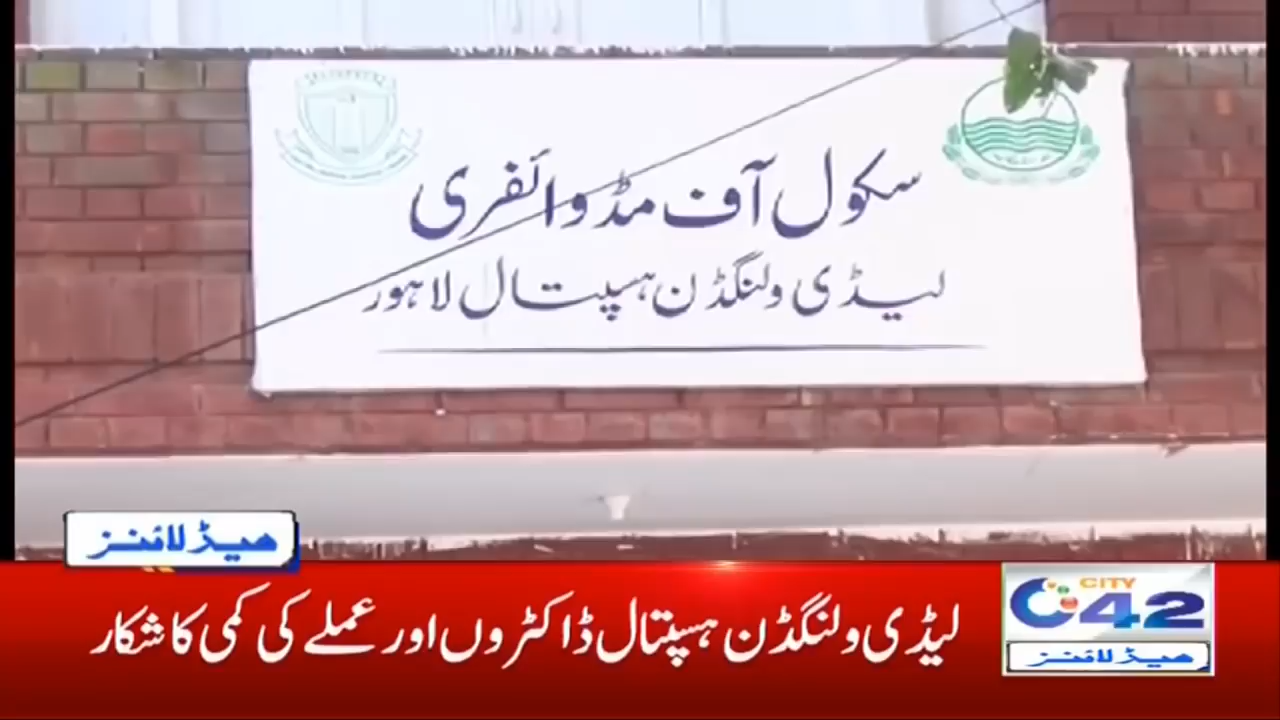 سکول آف مڈوائفری
لیڈی ولنگڈن ہسپتال لاہور
ہیڈلائنز
لیڈی ولنگڈن ہسپتال ڈاکٹروں اور عملے کی کمی کا شکار
CITY
42
ہیڈلائنز